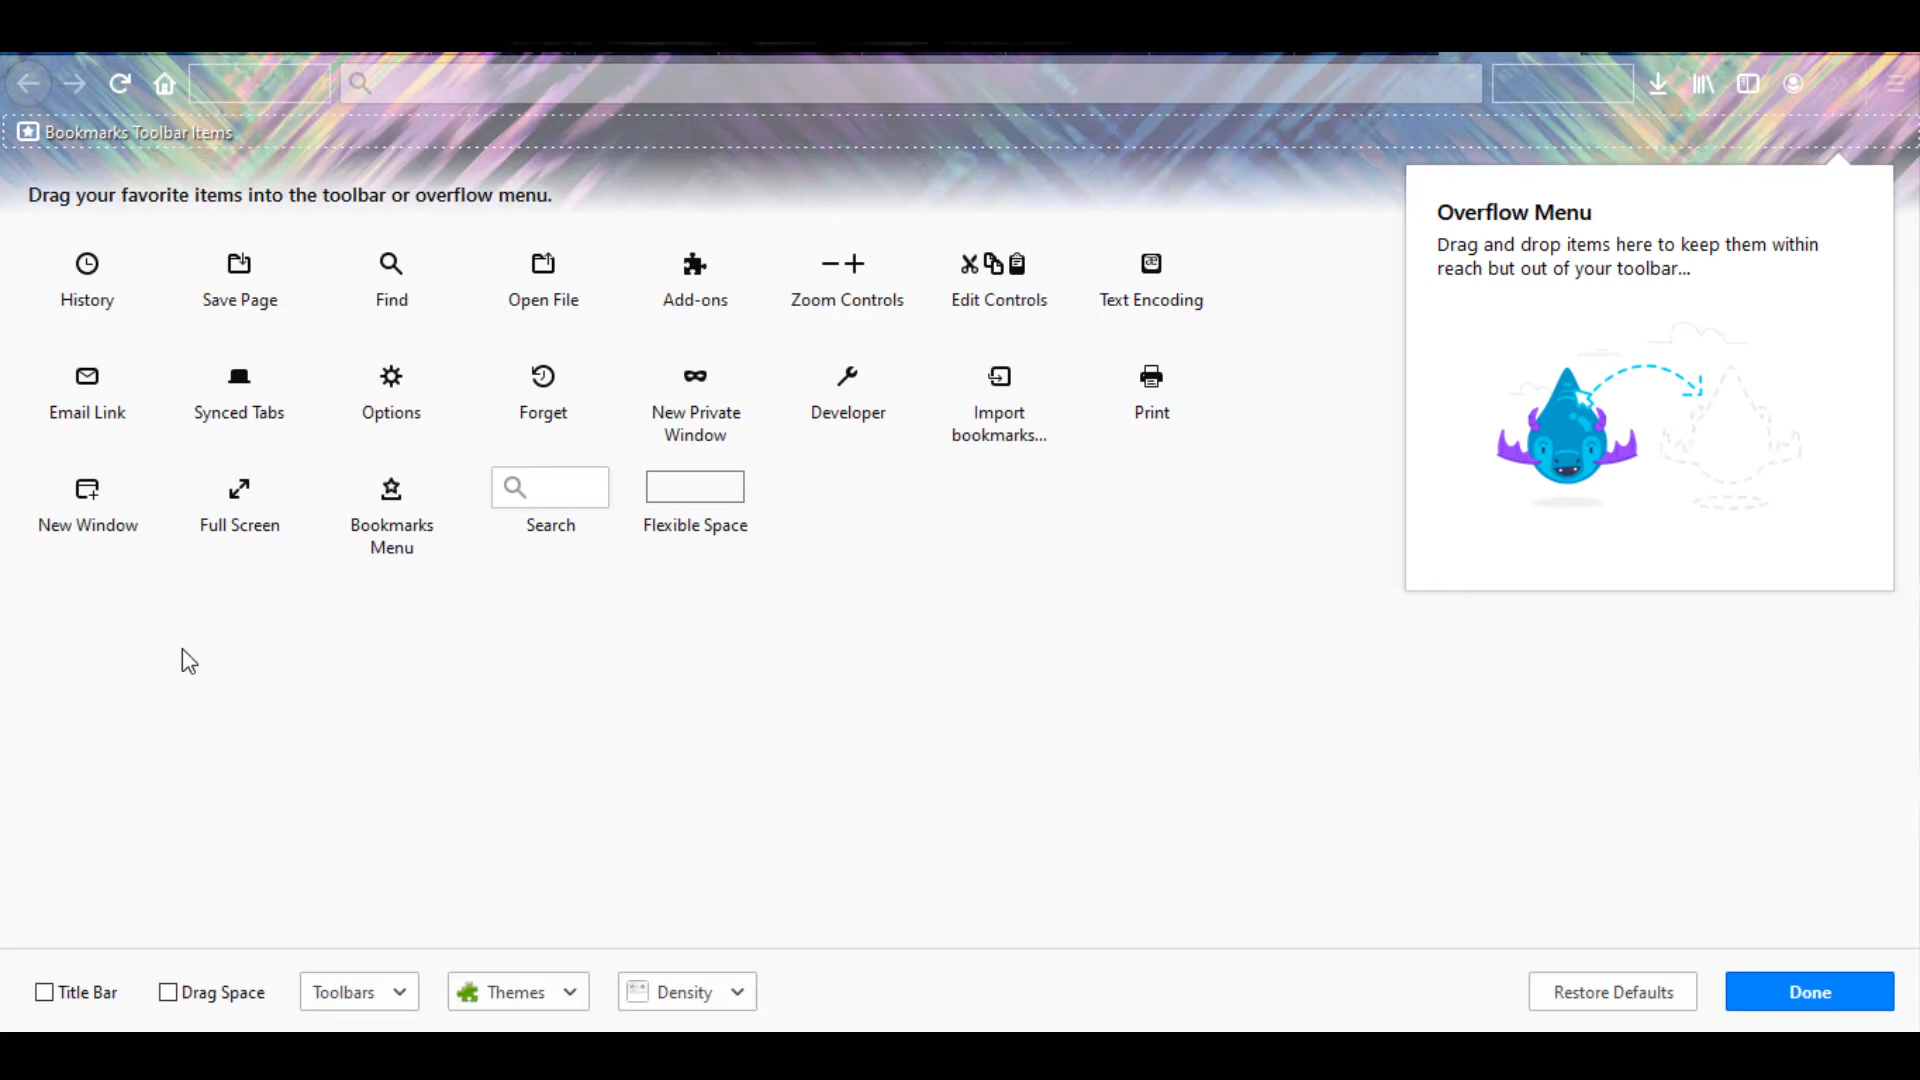 Bookmarks Toolbar Items
Drag your favorite items into the toolbar or overflow menu.
Overflow Menu
Drag and drop items here to keep them within
reach but out of your toolbar...
History
Save Page
Find
Open File
Add-ons
Zoom Controls
Edit Controls
Text Encoding
Email Link
Synced Tabs
Options
Forget
New Private
Window
Developer
Import
bookmarks...
Print
New Window
Full Screen
Bookmarks
Menu
Search
Flexible Space
Title Bar
Drag Space
Toolbars
Themes
Density
Restore Defaults
Done